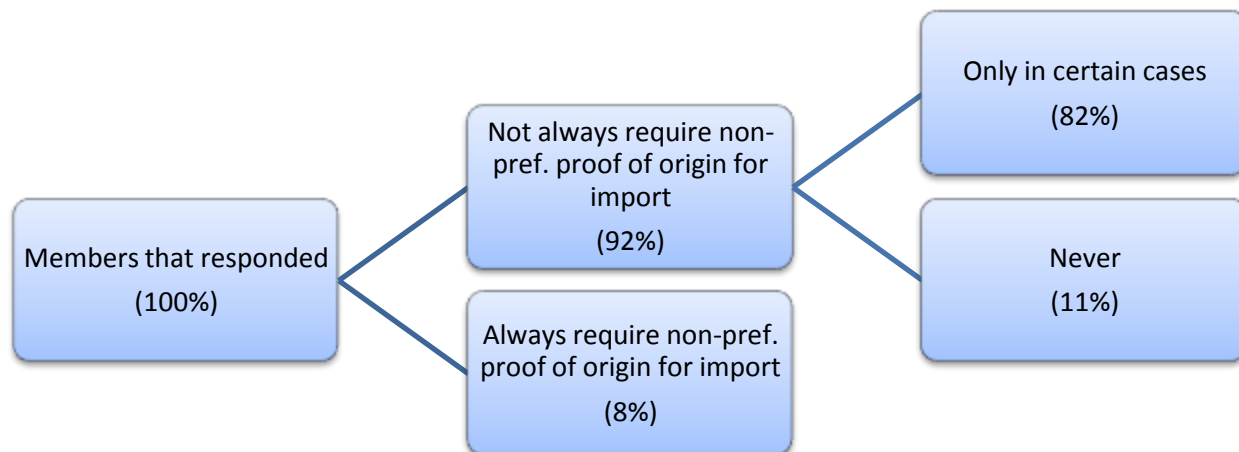 Members that responded
(100%)
Not always require non-
pref. proof of origin for
import
(92%)
Always require non-pref.
proof of origin for import
(8%)
Only in certain cases
(82%)
Never
(11%)